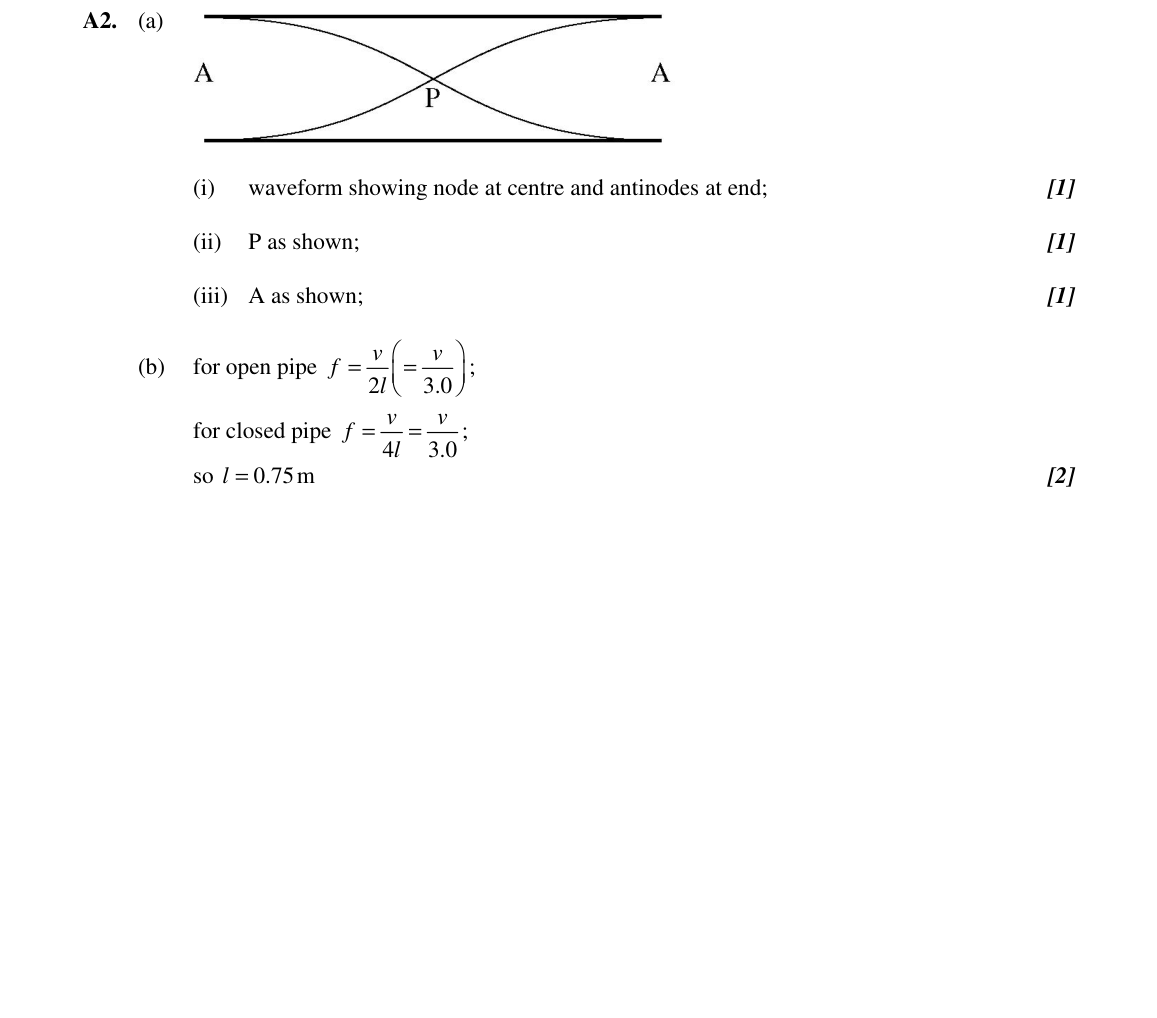 A2. (a)
A A
P
(i) waveform showing node at centre and antinodes at end; [1]
(ii) P as shown; [1]
(iii) A as shown; [1]
(b) for open pipe f = v/2l (= v/3.0);
for closed pipe f = v/4l = v/3.0;
so l = 0.75 m [2]